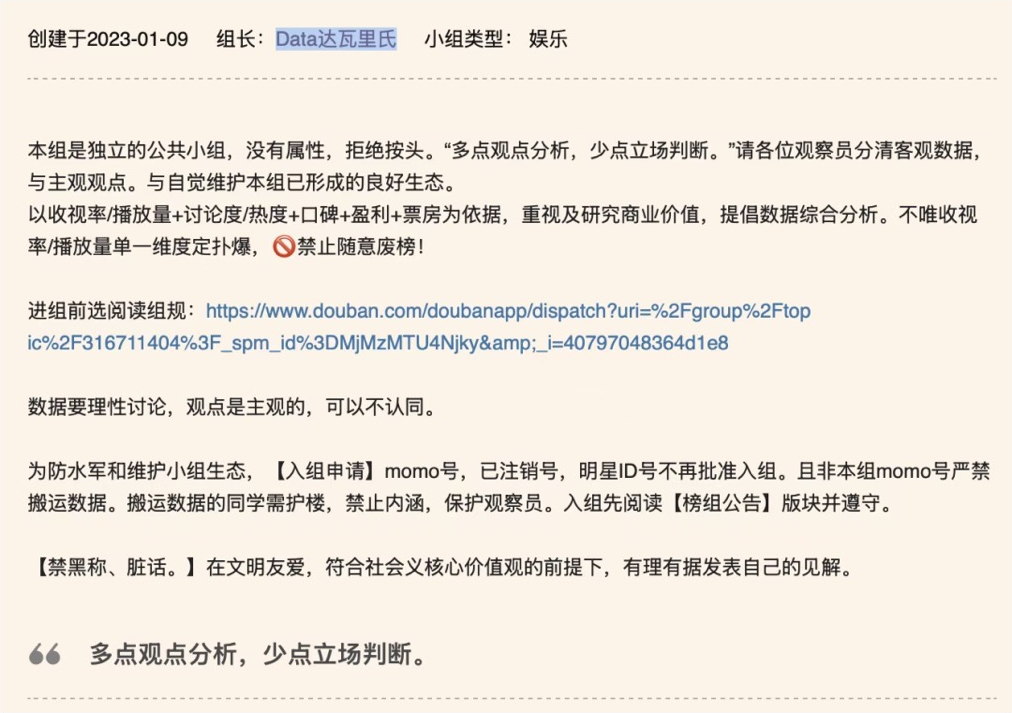 创建于2023-01-09 组长：Data达瓦里氏 小组类型： 娱乐
本组是独立的公共小组，没有属性，拒绝按头。“多点观点分析，少点立场判断。”请各位观察员分清客观数据，
与主观观点。与自觉维护本组已形成的良好生态。
以收视率/播放量+讨论度/热度+口碑+盈利+票房为依据，重视及研究商业价值，提倡数据综合分析。不唯收视
率/播放量单一维度定扑爆，🚫禁止随意废榜！
进组前选阅读组规：https://www.douban.com/doubanapp/dispatch?uri=%2Fgroup%2Ftop
ic%2F316711404%3F_spm_id%3DMjMzMTU4Njky&amp;_i=40797048364d1e8
数据要理性讨论，观点是主观的，可以不认同。
为防水军和维护小组生态，【入组申请】momo号，已注销号，明星ID号不再批准入组。且非本组momo号严禁
搬运数据。搬运数据的同学需护楼，禁止内涵，保护观察员。入组先阅读【榜组公告】版块并遵守。
【禁黑称、脏话。】在文明友爱，符合社会义核心价值观的前提下，有理有据发表自己的见解。
多点观点分析，少点立场判断。